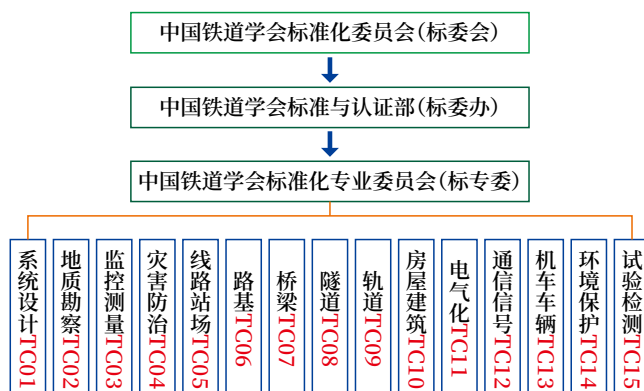 中国铁道学会标准化委员会(标委会)
中国铁道学会标准与认证部(标委办)
中国铁道学会标准化专业委员会(标专委)
系统设计TC01
地质勘察TC02
监控测量TC03
灾害防治TC04
线路站场TC05
路基TC06
桥梁TC07
隧道TC08
轨道TC09
房屋建筑TC10
电气化TC11
通信信号TC12
机车车辆TC13
环境保护TC14
试验检测TC15